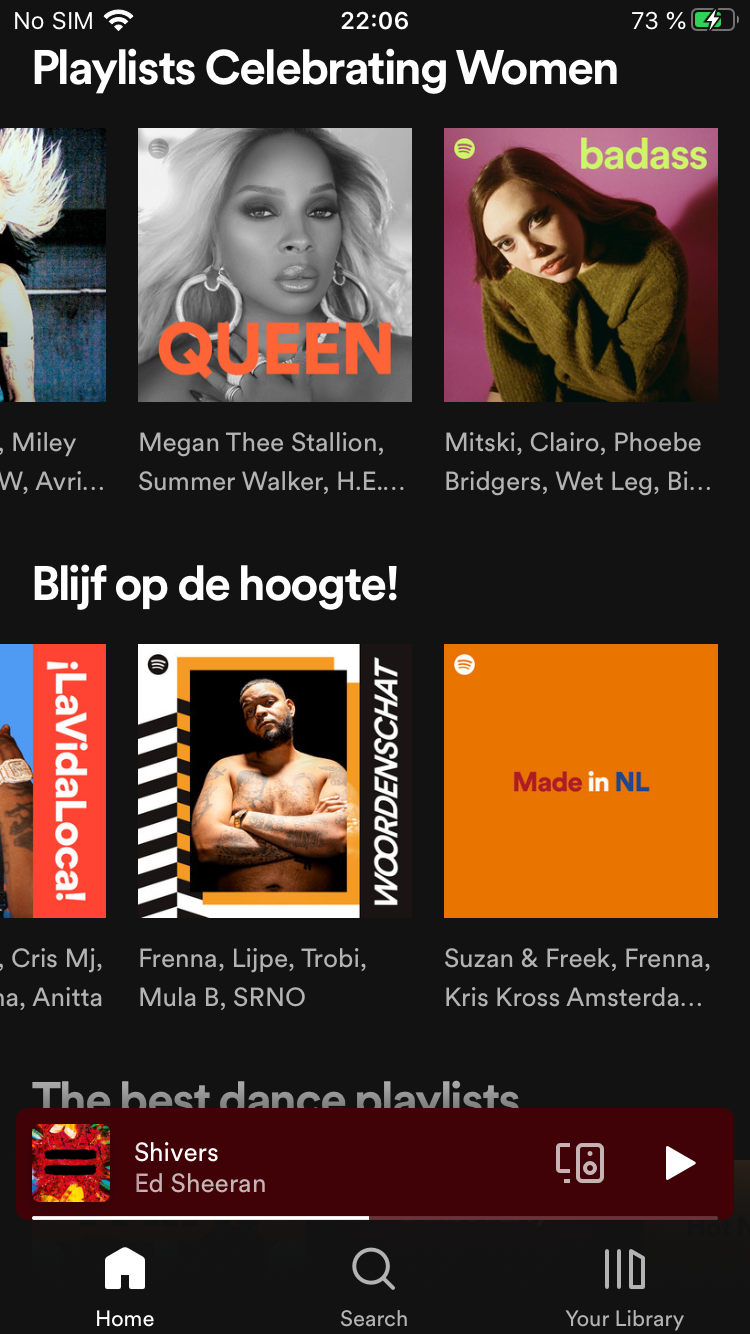 No SIM 22:06 73 %
Playlists Celebrating Women
QUEEN
badass
, Miley
W, Avri...
Megan Thee Stallion,
Summer Walker, H.E....
Mitski, Clairo, Phoebe
Bridgers, Wet Leg, Bi...
Blijf op de hoogte!
¡LaVidaLoca!
WOORDENSCHAT
Made in NL
, Cris Mj,
na, Anitta
Frenna, Lijpe, Trobi,
Mula B, SRNO
Suzan & Freek, Frenna,
Kris Kross Amsterda...
The best dance playlists
Shivers
Ed Sheeran
Home
Search
Your Library